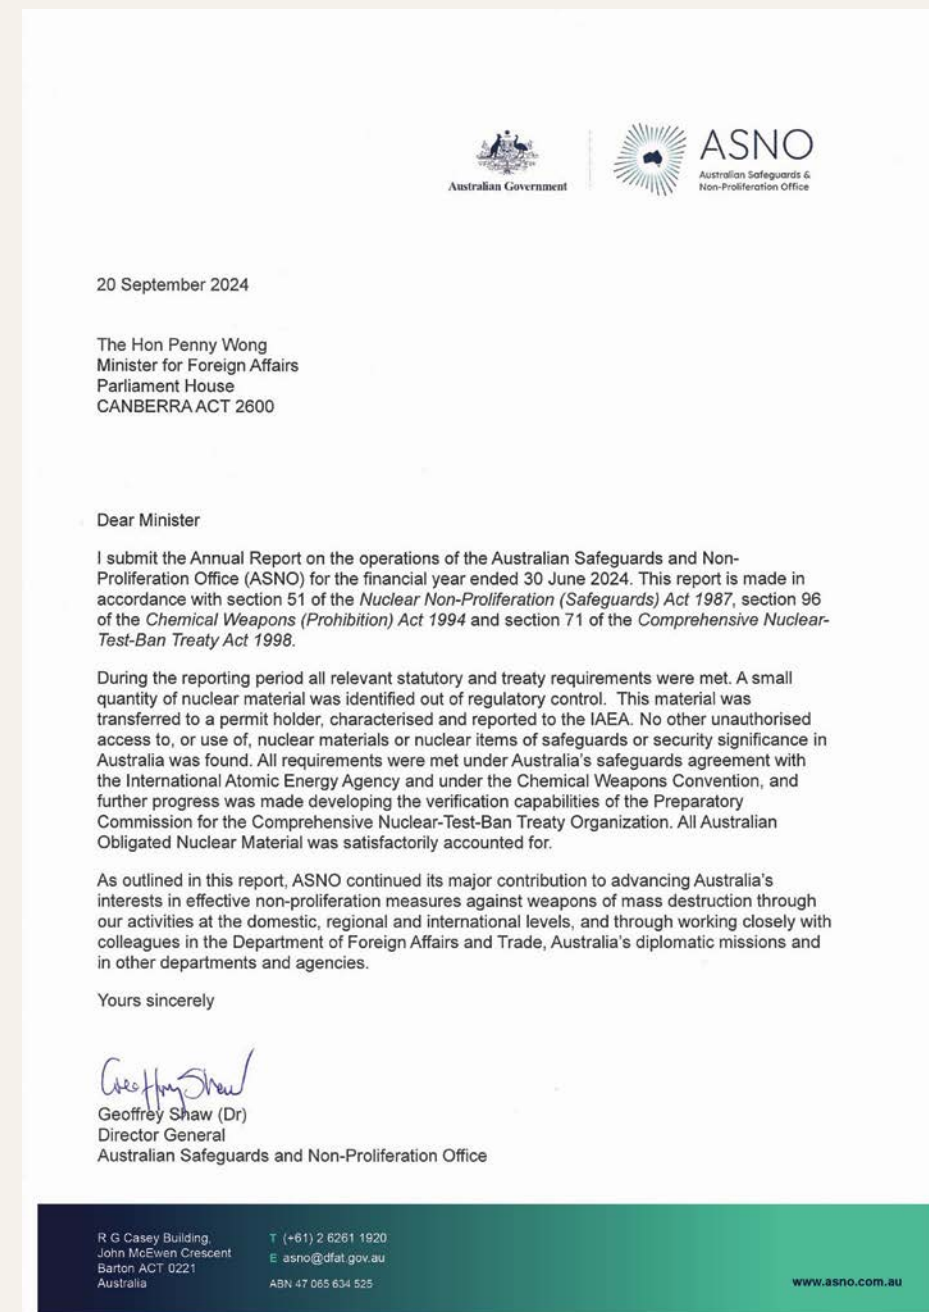 Australian Government
ASNO
Australian Safeguards &
Non-Proliferation Office
20 September 2024
The Hon Penny Wong
Minister for Foreign Affairs
Parliament House
CANBERRA ACT 2600
Dear Minister
I submit the Annual Report on the operations of the Australian Safeguards and Non-
Proliferation Office (ASNO) for the financial year ended 30 June 2024. This report is made in
accordance with section 51 of the Nuclear Non-Proliferation (Safeguards) Act 1987, section 96
of the Chemical Weapons (Prohibition) Act 1994 and section 71 of the Comprehensive Nuclear-
Test-Ban Treaty Act 1998.
During the reporting period all relevant statutory and treaty requirements were met. A small
quantity of nuclear material was identified out of regulatory control. This material was
transferred to a permit holder, characterised and reported to the IAEA. No other unauthorised
access to, or use of, nuclear materials or nuclear items of safeguards or security significance in
Australia was found. All requirements were met under Australia's safeguards agreement with
the International Atomic Energy Agency and under the Chemical Weapons Convention, and
further progress was made developing the verification capabilities of the Preparatory
Commission for the Comprehensive Nuclear-Test-Ban Treaty Organization. All Australian
Obligated Nuclear Material was satisfactorily accounted for.
As outlined in this report, ASNO continued its major contribution to advancing Australia's
interests in effective non-proliferation measures against weapons of mass destruction through
our activities at the domestic, regional and international levels, and through working closely with
colleagues in the Department of Foreign Affairs and Trade, Australia's diplomatic missions and
in other departments and agencies.
Yours sincerely
Geoffrey Shaw
Geoffrey Shaw (Dr)
Director General
Australian Safeguards and Non-Proliferation Office
R G Casey Building,
John McEwen Crescent
Barton ACT 0221
Australia
T (+61) 2 6261 1920
E asno@dfat.gov.au
ABN 47 065 634 525
www.asno.com.au